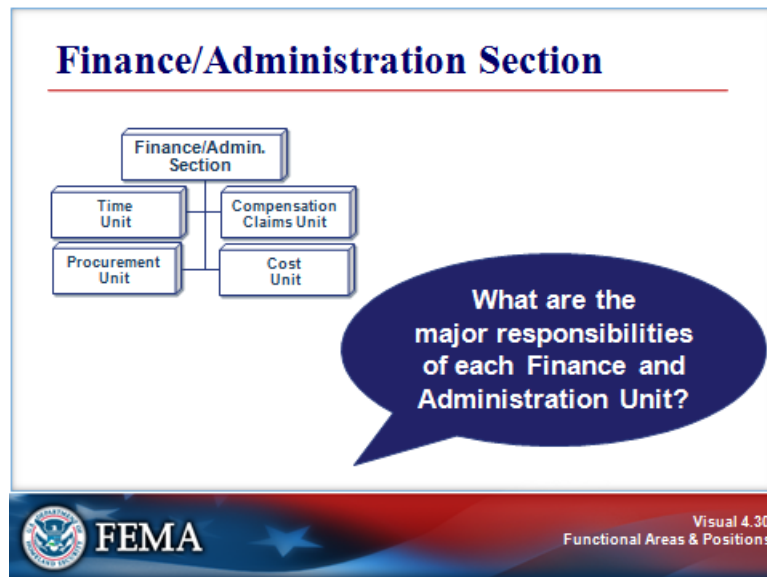 Finance/Administration Section
Finance/Admin.
Section
Time
Unit
Compensation
Claims Unit
Procurement
Unit
Cost
Unit
What are the
major responsibilities
of each Finance and
Administration Unit?
FEMA
Visual 4.30
Functional Areas & Positions